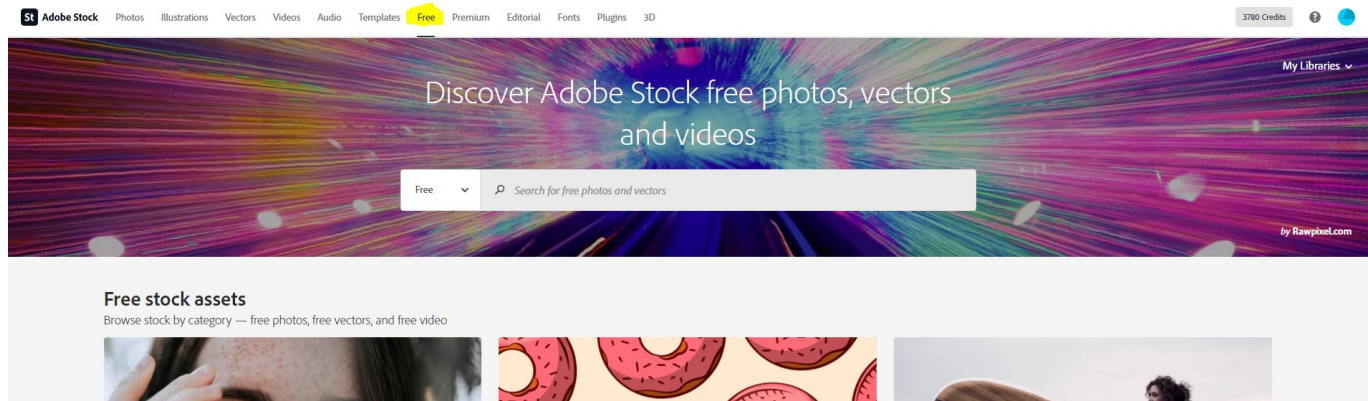 St Adobe Stock Photos Illustrations Vectors Videos Audio Templates Free Premium Editorial Fonts Plugins 3D 3780 Credits ?
My Libraries
Discover Adobe Stock free photos, vectors
and videos
Free Search for free photos and vectors
by Rawpixel.com
Free stock assets
Browse stock by category — free photos, free vectors, and free video